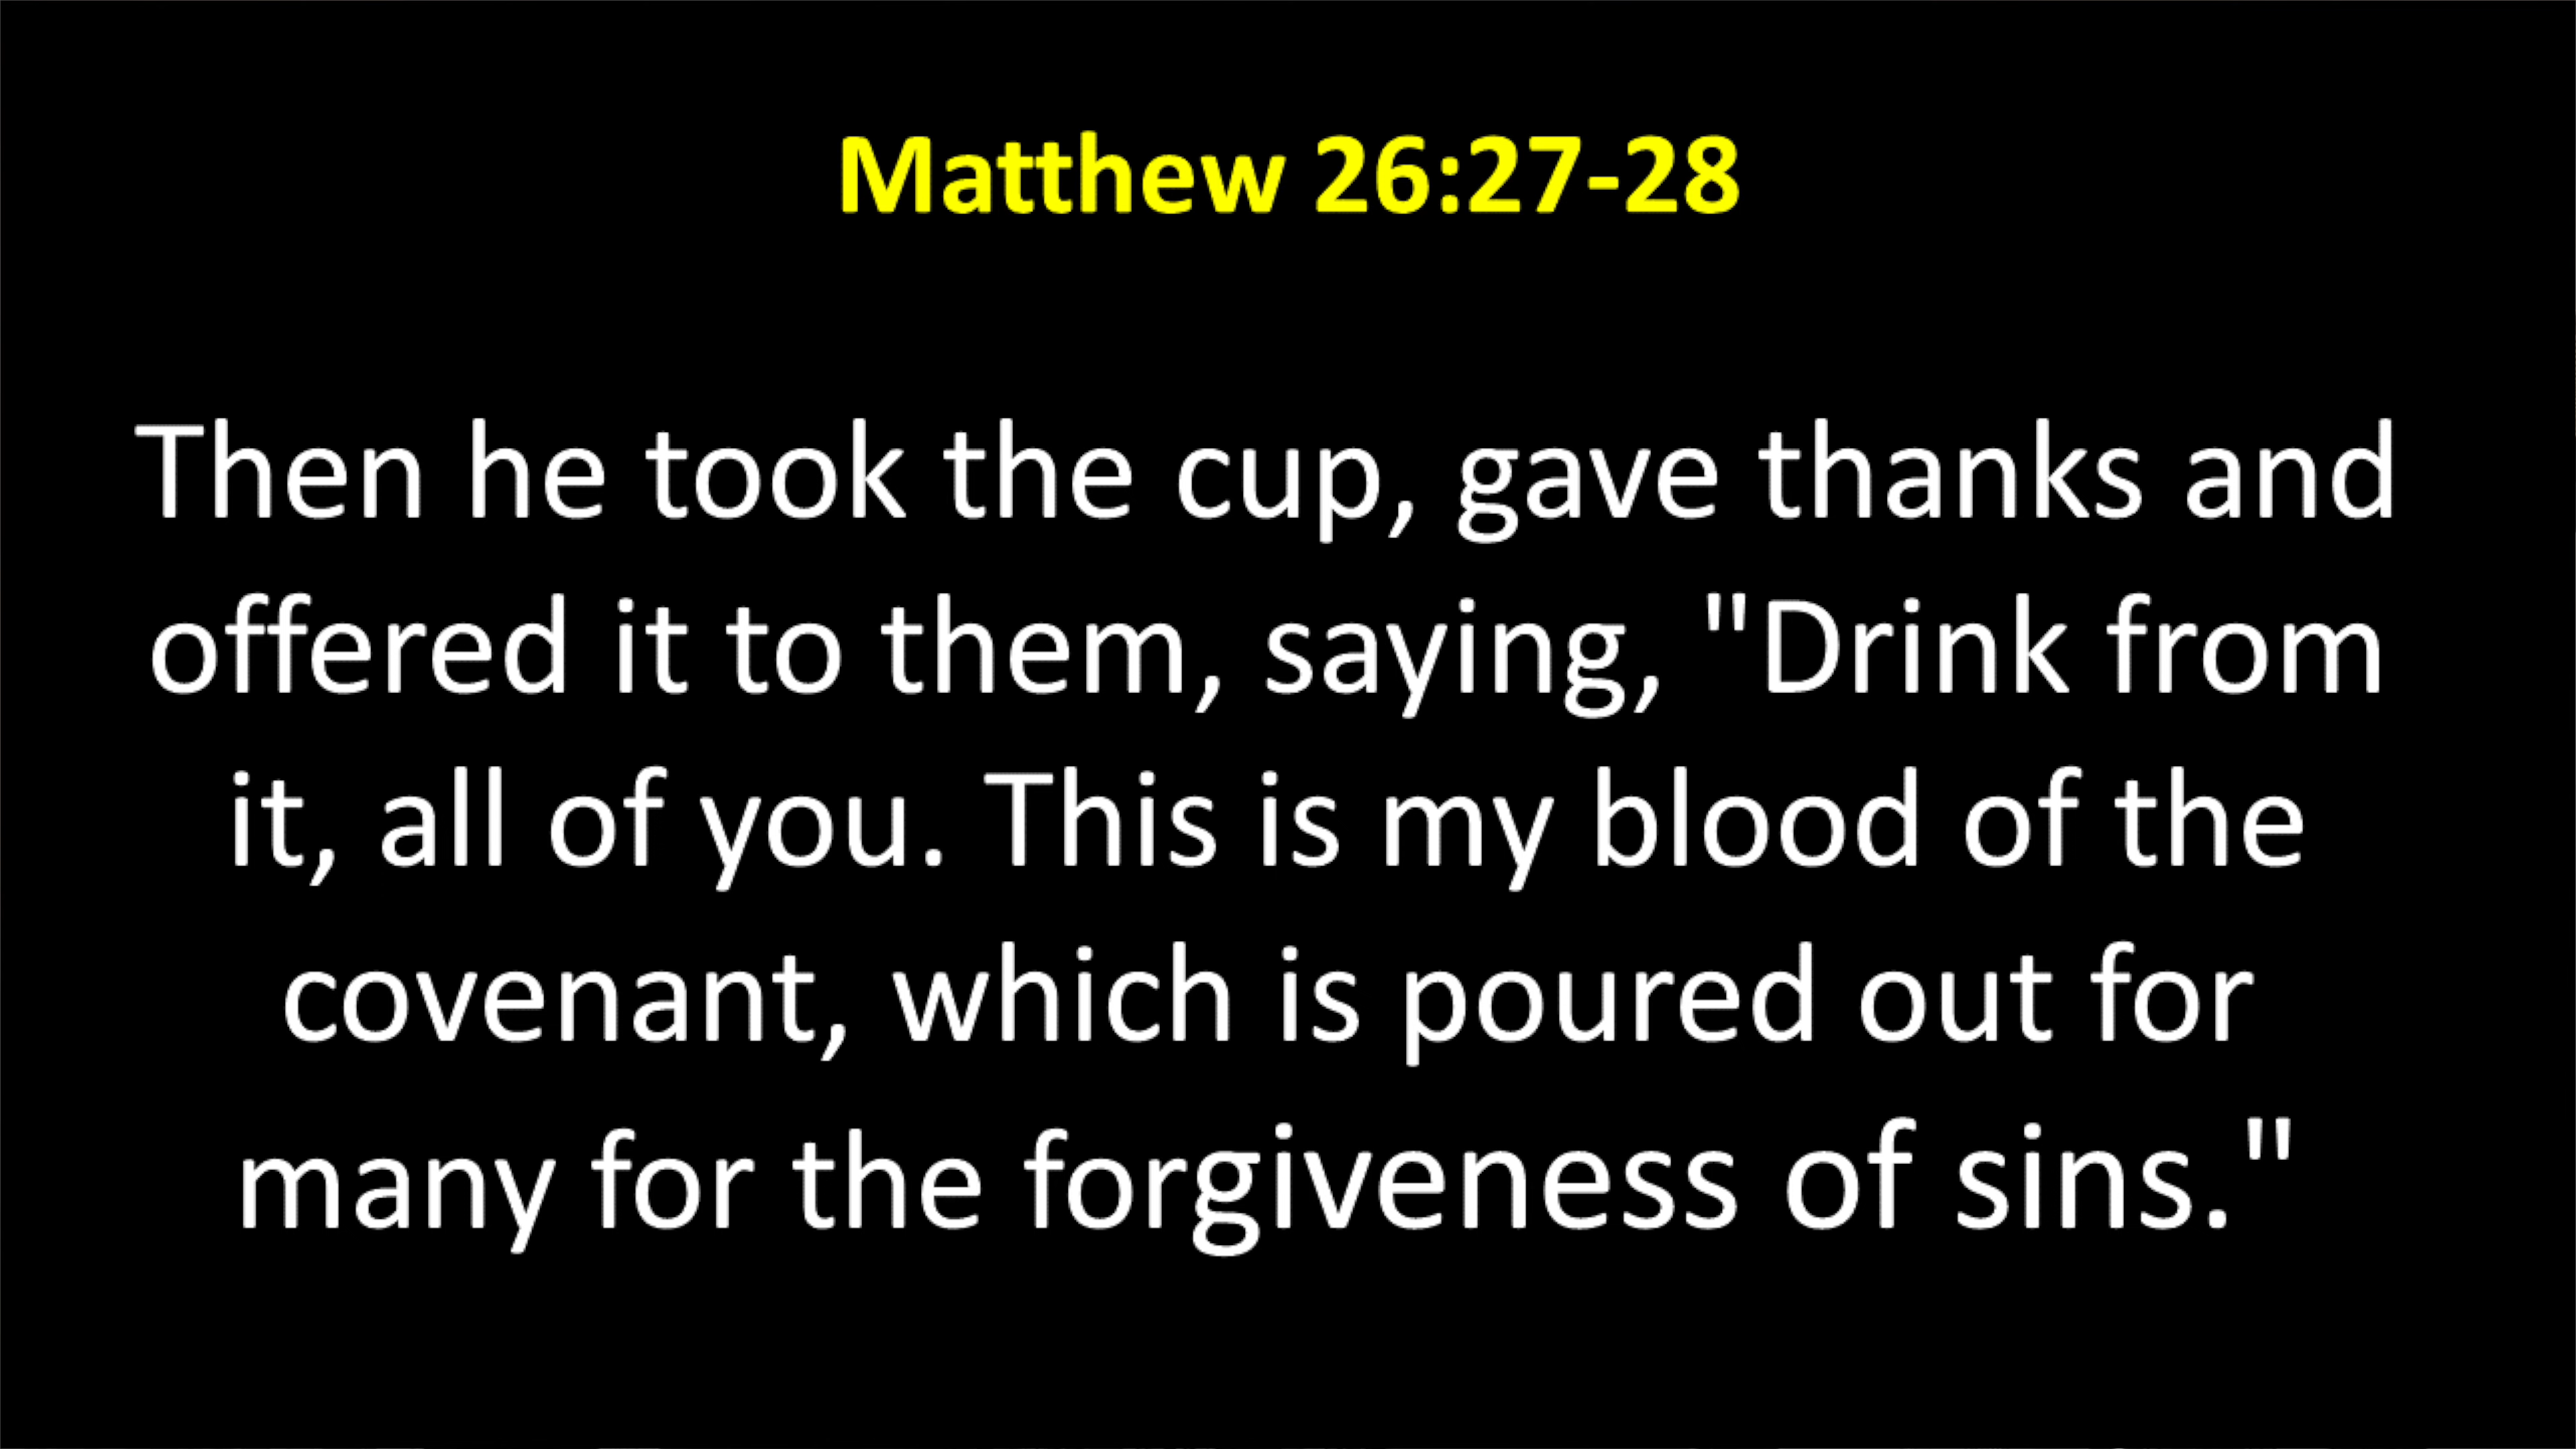 Matthew 26:27-28
Then he took the cup, gave thanks and
offered it to them, saying, "Drink from
it, all of you. This is my blood of the
covenant, which is poured out for
many for the forgiveness of sins."